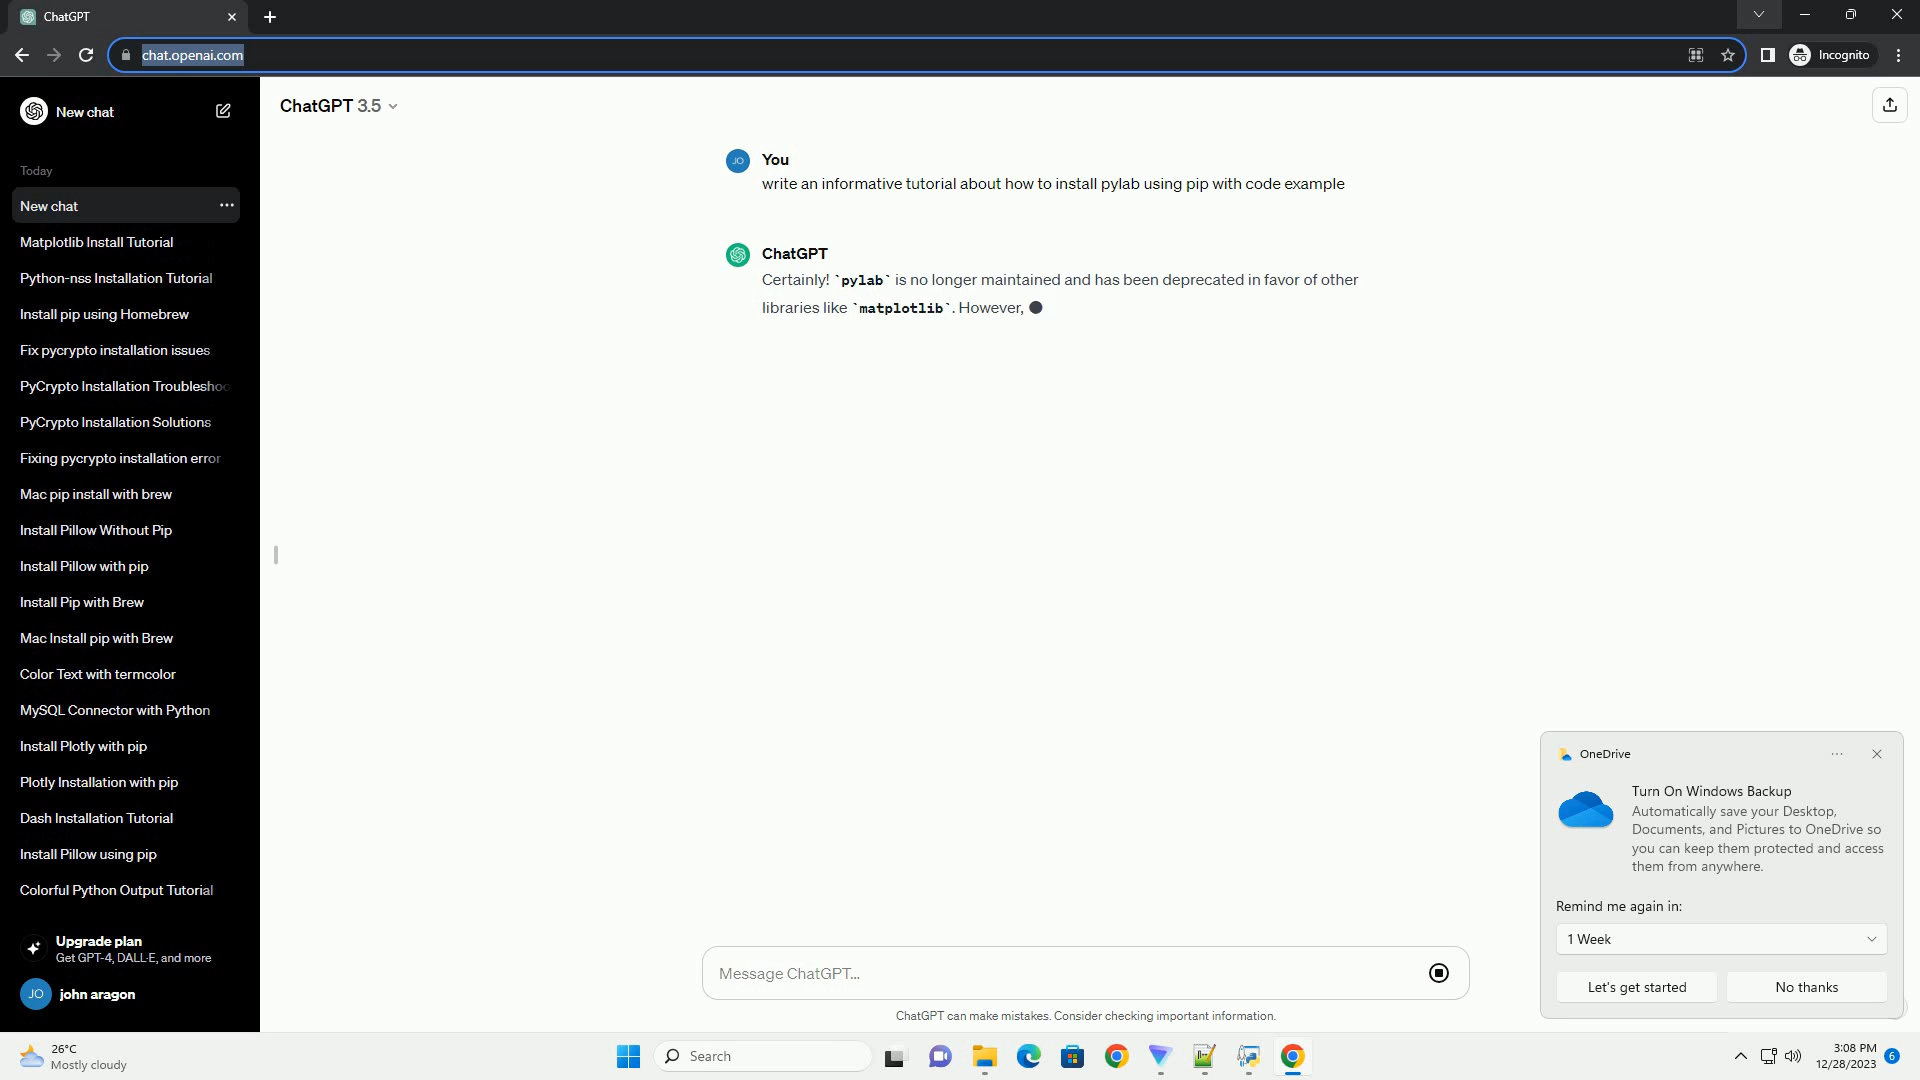 ChatGPT
chat.openai.com
Incognito
New chat
Today
New chat
Matplotlib Install Tutorial
Python-nss Installation Tutorial
Install pip using Homebrew
Fix pycrypto installation issues
PyCrypto Installation Troubleshoo
PyCrypto Installation Solutions
Fixing pycrypto installation error
Mac pip install with brew
Install Pillow Without Pip
Install Pillow with pip
Install Pip with Brew
Mac Install pip with Brew
Color Text with termcolor
MySQL Connector with Python
Install Plotly with pip
Plotly Installation with pip
Dash Installation Tutorial
Install Pillow using pip
Colorful Python Output Tutorial
Upgrade plan
Get GPT-4, DALL·E, and more
JO john aragon
ChatGPT 3.5
JO You
write an informative tutorial about how to install pylab using pip with code example
ChatGPT
Certainly! `pylab` is no longer maintained and has been deprecated in favor of other
libraries like `matplotlib`. However,
Message ChatGPT...
ChatGPT can make mistakes. Consider checking important information.
OneDrive
Turn On Windows Backup
Automatically save your Desktop,
Documents, and Pictures to OneDrive so
you can keep them protected and access
them from anywhere.
Remind me again in:
1 Week
Let's get started
No thanks
26°C
Mostly cloudy
Search
3:08 PM
12/28/2023
6